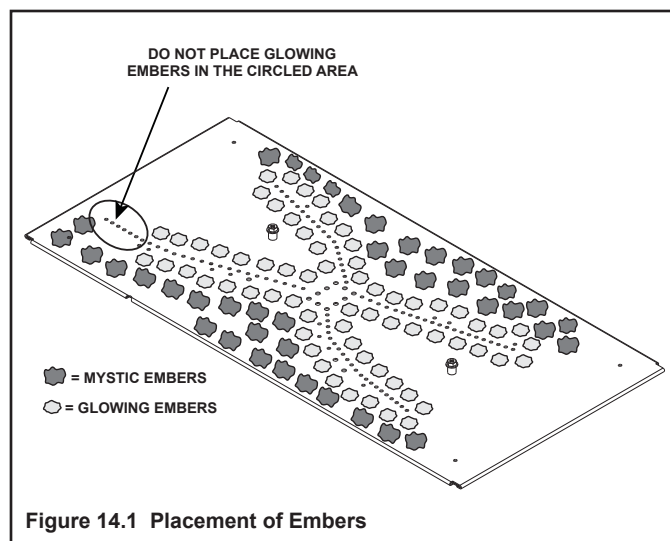 DO NOT PLACE GLOWING
EMBERS IN THE CIRCLED AREA
= MYSTIC EMBERS
= GLOWING EMBERS
Figure 14.1 Placement of Embers